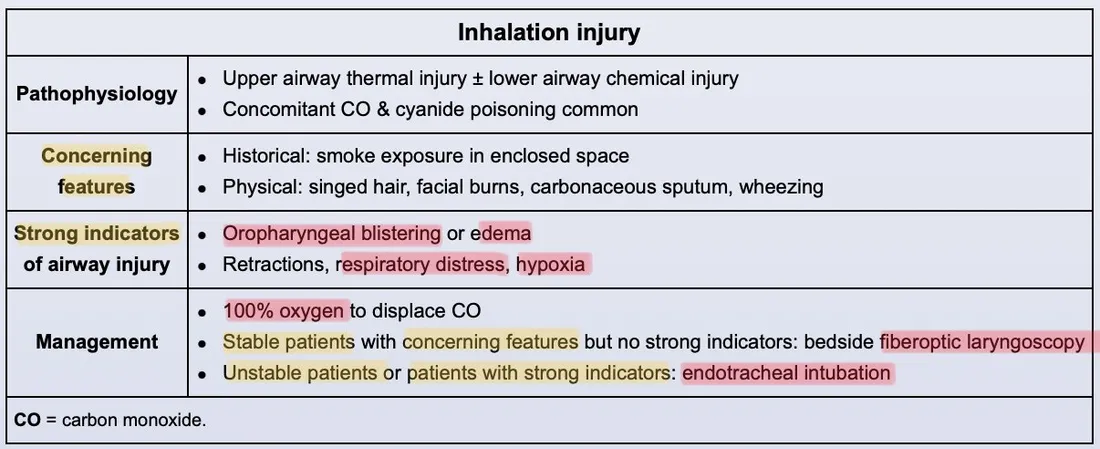 Inhalation injury
Pathophysiology
• Upper airway thermal injury ± lower airway chemical injury
• Concomitant CO & cyanide poisoning common
Concerning
features
• Historical: smoke exposure in enclosed space
• Physical: singed hair, facial burns, carbonaceous sputum, wheezing
Strong indicators
of airway injury
• Oropharyngeal blistering or edema
• Retractions, respiratory distress, hypoxia
Management
• 100% oxygen to displace CO
• Stable patients with concerning features but no strong indicators: bedside fiberoptic laryngoscopy
• Unstable patients or patients with strong indicators: endotracheal intubation
CO = carbon monoxide.